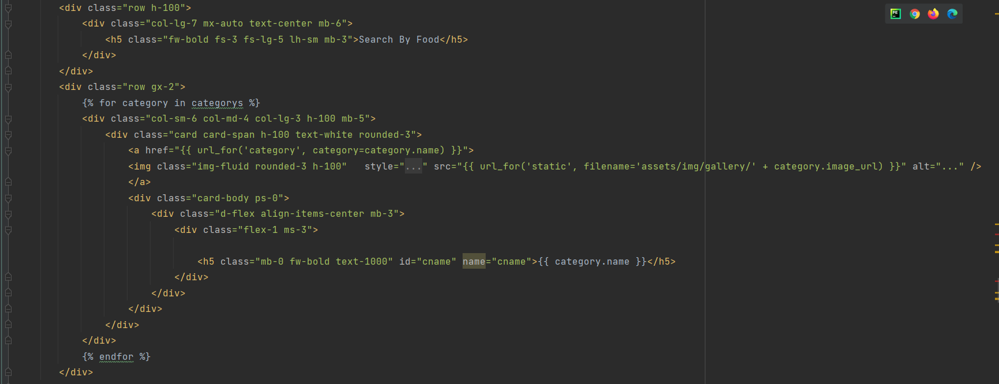 <div class="row h-100">
<div class="col-lg-7 mx-auto text-center mb-6">
<h5 class="fw-bold fs-3 fs-lg-5 lh-sm mb-3">Search By Food</h5>
</div>
</div>
<div class="row gx-2">
{% for category in categorys %}
<div class="col-sm-6 col-md-4 col-lg-3 h-100 mb-5">
<div class="card card-span h-100 text-white rounded-3">
<a href="{{ url_for('category', category=category.name) }}">
<img class="img-fluid rounded-3 h-100"   style="..." src="{{ url_for('static', filename='assets/img/gallery/' + category.image_url) }}" alt="..." />
</a>
<div class="card-body ps-0">
<div class="d-flex align-items-center mb-3">
<div class="flex-1 ms-3">
<h5 class="mb-0 fw-bold text-1000" id="cname" name="cname">{{ category.name }}</h5>
</div>
</div>
</div>
</div>
</div>
{% endfor %}
</div>